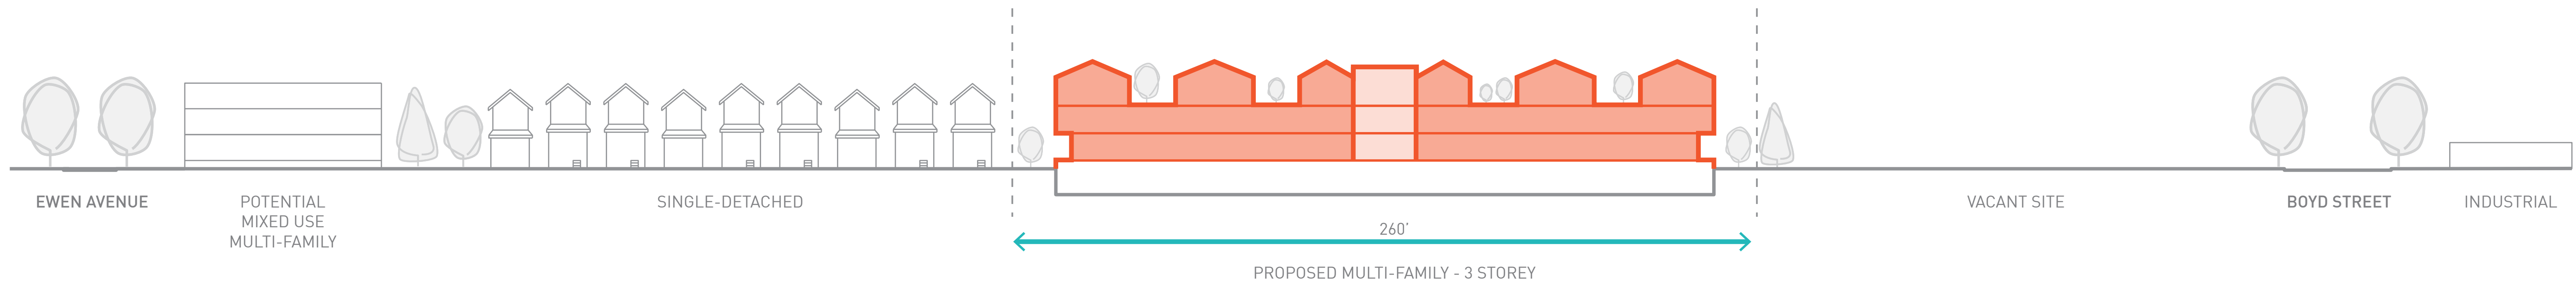 EWEN AVENUE
POTENTIAL
MIXED USE
MULTI-FAMILY
SINGLE-DETACHED
260’
PROPOSED MULTI-FAMILY - 3 STOREY
VACANT SITE
BOYD STREET
INDUSTRIAL